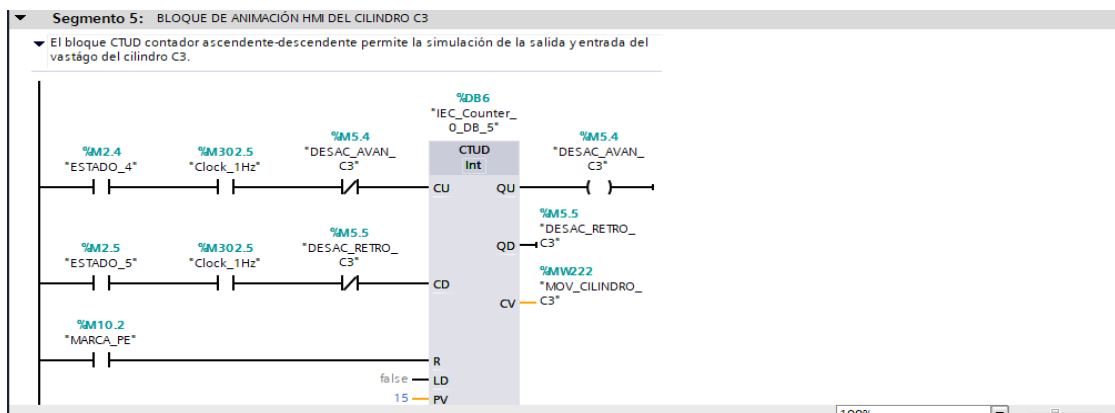 Segmento 5: BLOQUE DE ANIMACIÓN HMI DEL CILINDRO C3
El bloque CTUD contador ascendente-descendente permite la simulación de la salida y entrada del
vastágo del cilindro C3.
%DB6
"IEC_Counter_
0_DB_5"
CTUD
Int
%M2.4
"ESTADO_4"
%M302.5
"Clock_1Hz"
%M5.4
"DESAC_AVAN_
C3"
CU
QU
%M5.4
"DESAC_AVAN_
C3"
%M2.5
"ESTADO_5"
%M302.5
"Clock_1Hz"
%M5.5
"DESAC_RETRO_
C3"
CD
QD
%M5.5
"DESAC_RETRO_
C3"
CV
%MW222
"MOV_CILINDRO_
C3"
%M10.2
"MARCA_PE"
R
false LD
15 PV
100%